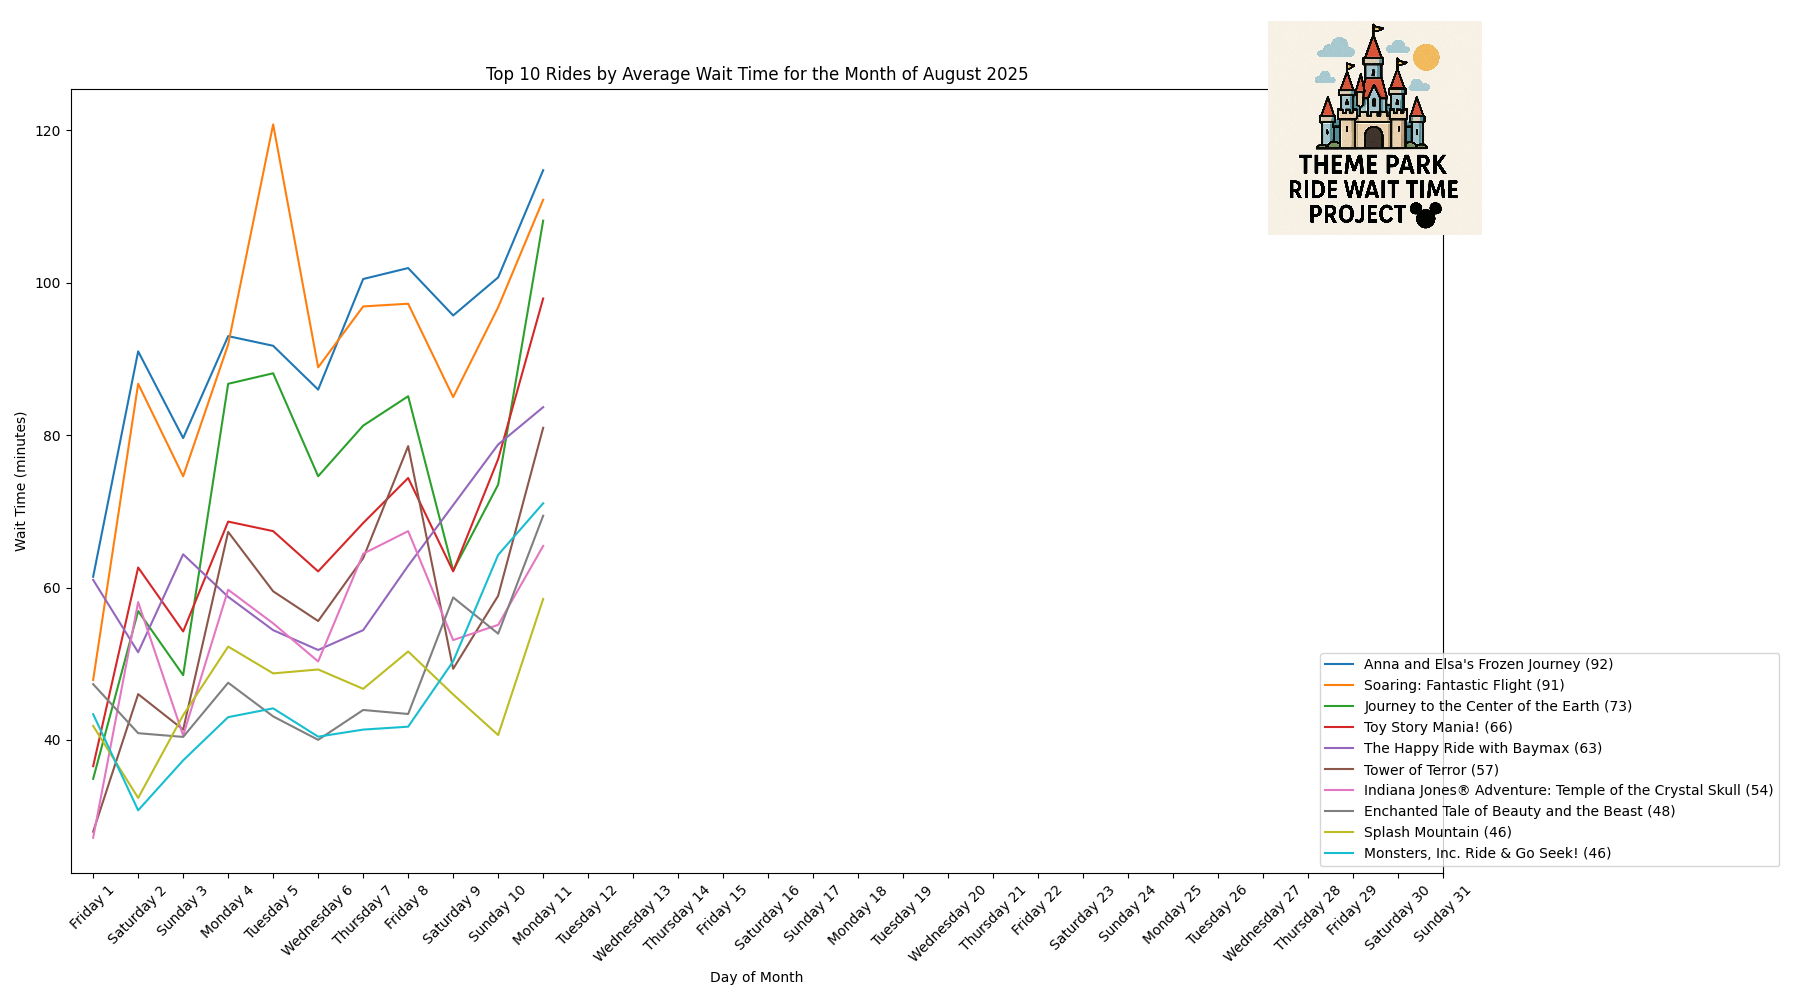 Top 10 Rides by Average Wait Time for the Month of August 2025
THEME PARK
RIDE WAIT TIME
PROJECT
Wait Time (minutes)
120
100
80
60
40
Anna and Elsa's Frozen Journey (92)
Soaring: Fantastic Flight (91)
Journey to the Center of the Earth (73)
Toy Story Mania! (66)
The Happy Ride with Baymax (63)
Tower of Terror (57)
Indiana Jones® Adventure: Temple of the Crystal Skull (54)
Enchanted Tale of Beauty and the Beast (48)
Splash Mountain (46)
Monsters, Inc. Ride & Go Seek! (46)
Friday 1
Saturday 2
Sunday 3
Monday 4
Tuesday 5
Wednesday 6
Thursday 7
Friday 8
Saturday 9
Sunday 10
Monday 11
Tuesday 12
Wednesday 13
Thursday 14
Friday 15
Saturday 16
Sunday 17
Monday 18
Tuesday 19
Wednesday 20
Thursday 21
Friday 22
Saturday 23
Sunday 24
Monday 25
Tuesday 26
Wednesday 27
Thursday 28
Friday 29
Saturday 30
Sunday 31
Day of Month